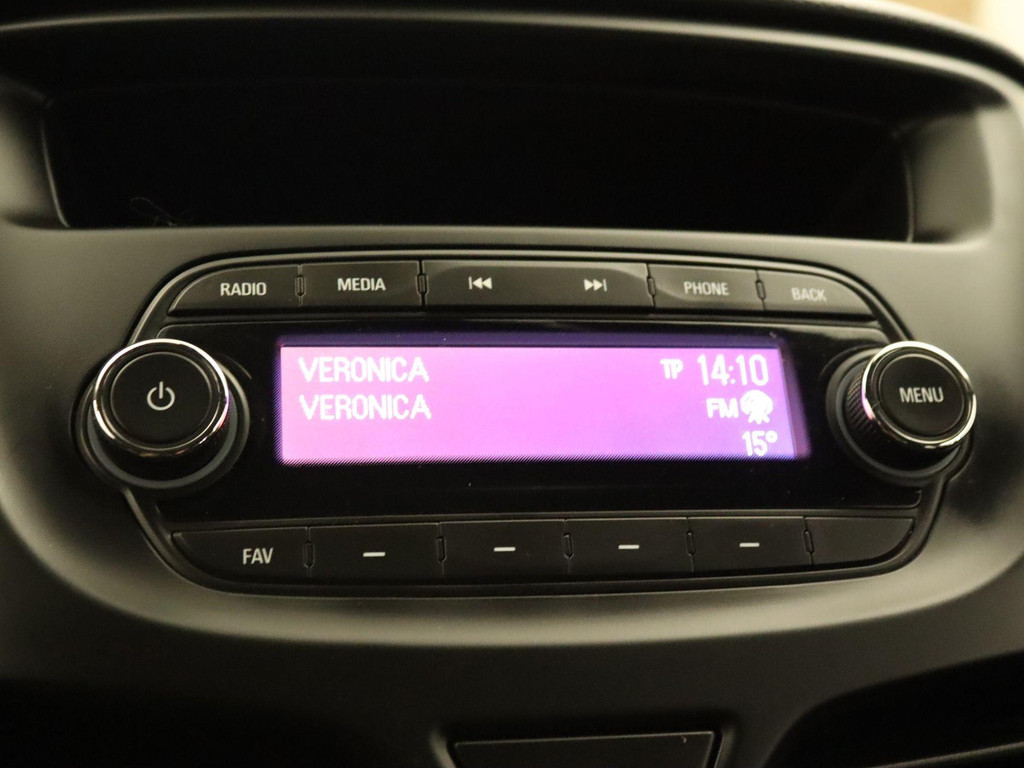 RADIO MEDIA PHONE BACK
VERONICA TP 14:10
VERONICA FM
15°
MENU
FAV